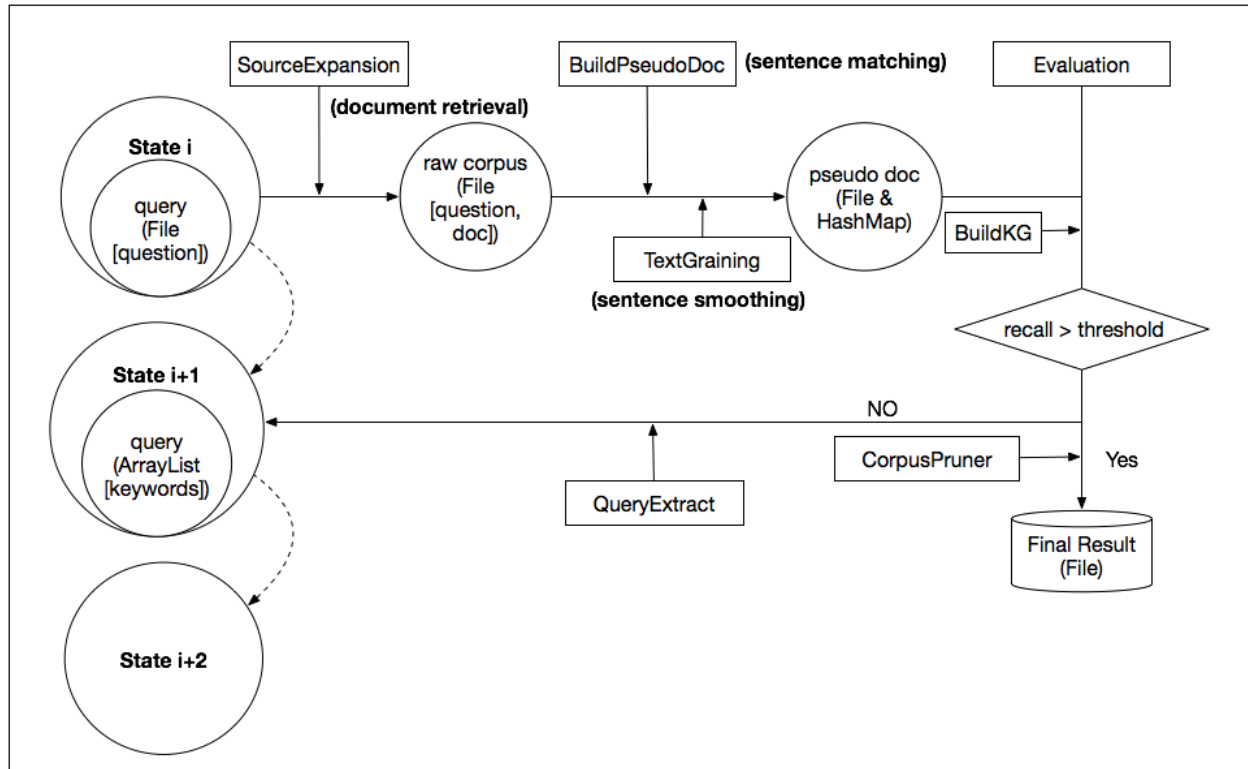 SourceExpansion
BuildPseudoDoc
(sentence matching)
Evaluation
(document retrieval)
State i
query
(File
[question])
raw corpus
(File
[question,
doc])
pseudo doc
(File &
HashMap)
BuildKG
TextGraining
(sentence smoothing)
recall > threshold
State i+1
query
(ArrayList
[keywords])
NO
CorpusPruner
Yes
QueryExtract
Final Result
(File)
State i+2